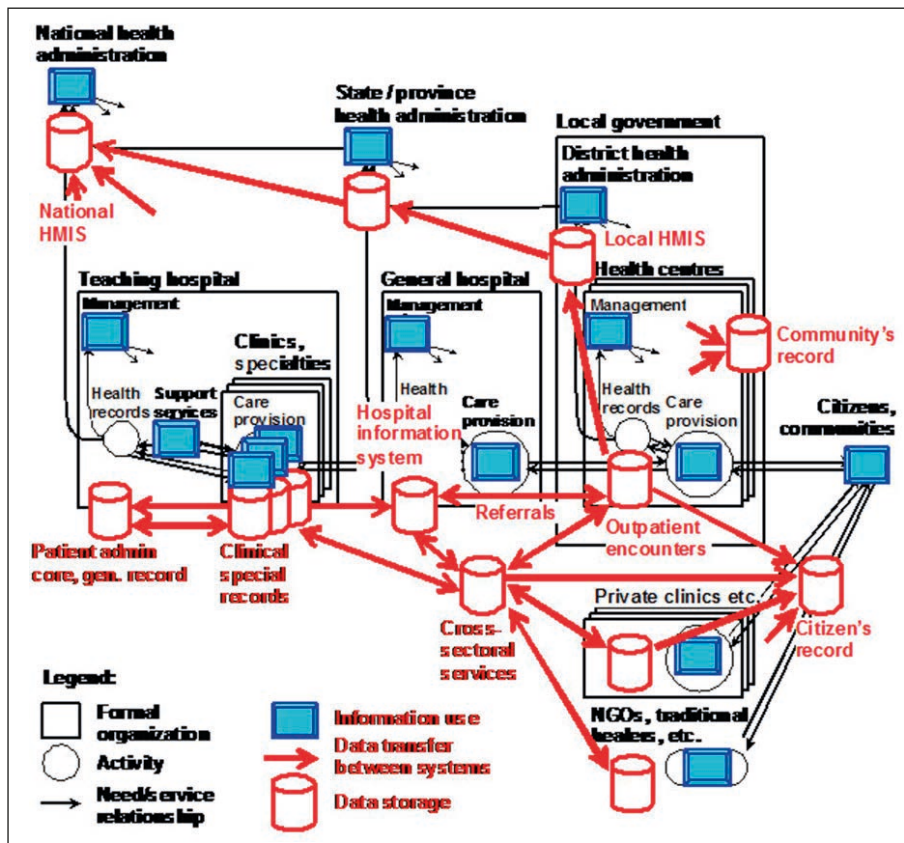 National health
administration
State / province
health administration
Local government
District health
administration
National
HMIS
Local HMIS
Teaching hospital
General hospital
Health centres
Management
Management
Management
Clinics,
specialties
Community's
record
Health
records
Support
services
Care
provision
Health
Hospital
information
system
Care
provision
Health
records
Care
provision
Citizens,
communities
Referrals
Outpatient
encounters
Patient admin
core, gen. record
Clinical
special
records
Cross-
sectoral
services
Private clinics etc.
Citizen's
record
NGOs, traditional
healers, etc.
Legend:
Formal
organization
Activity
Need/service
relationship
Information use
Data transfer
between systems
Data storage